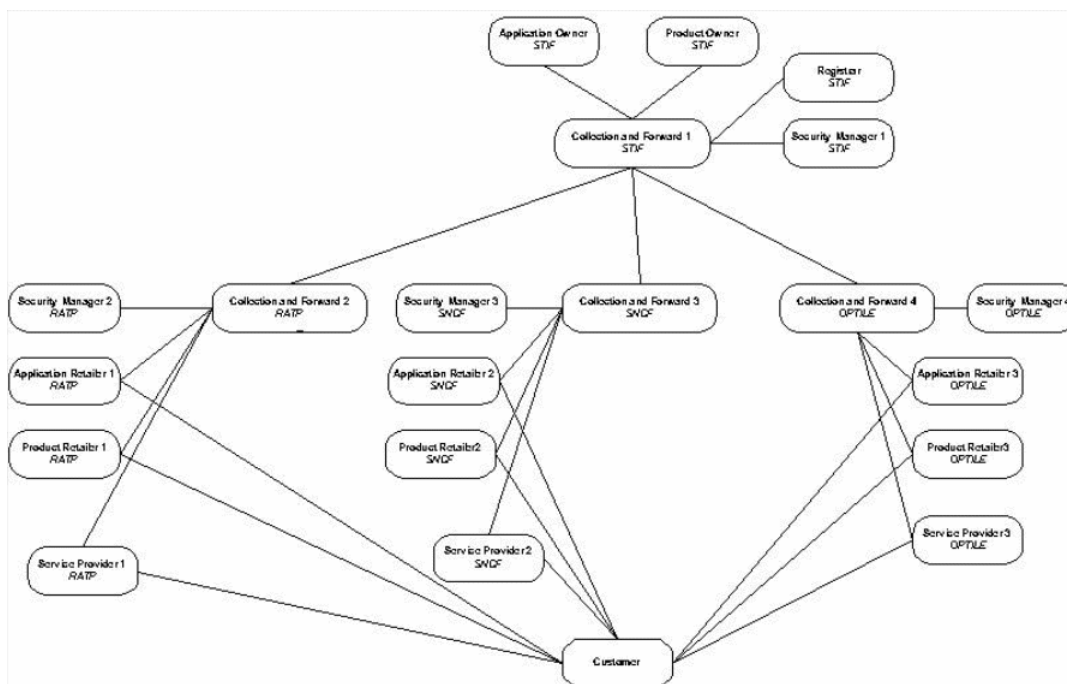 Application Owner
STIF
Product Owner
STIF
Registrar
STIF
Collection and Forward 1
STIF
Security Manager 1
STIF
Security Manager 2
RATP
Collection and Forward 2
RATP
Security Manager 3
SNCF
Collection and Forward 3
SNCF
Collection and Forward 4
OPTILE
Security Manager 4
OPTILE
Application Retailer 1
RATP
Application Retailer 2
SNCF
Application Retailer 3
OPTILE
Product Retailer 1
RATP
Product Retailer2
SNCF
Product Retailer3
OPTILE
Service Provider 1
RATP
Service Provider 2
SNCF
Service Provider 3
OPTILE
Customer